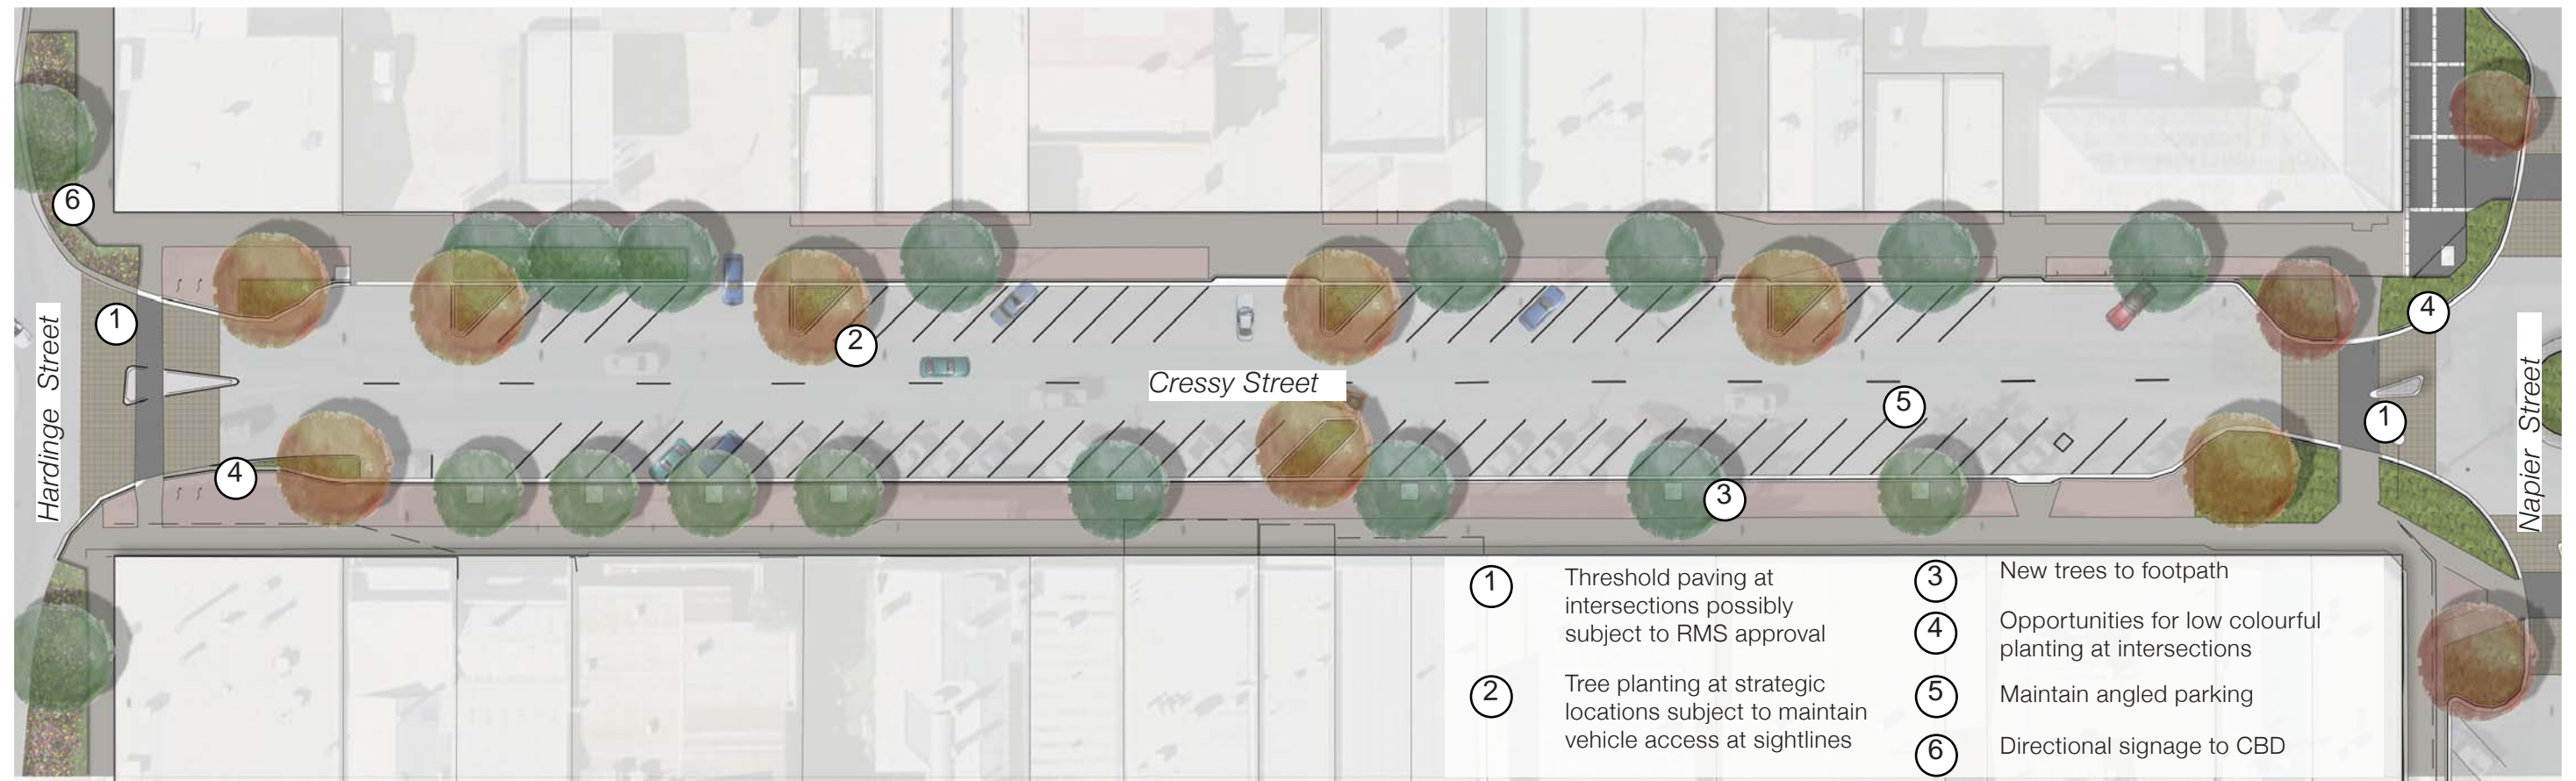 6
1
2
4
Hardinge Street
Cressy Street
5
4
1
3
Napier Street
1
Threshold paving at
intersections possibly
subject to RMS approval
2
Tree planting at strategic
locations subject to maintain
vehicle access at sightlines
3
New trees to footpath
4
Opportunities for low colourful
planting at intersections
5
Maintain angled parking
6
Directional signage to CBD